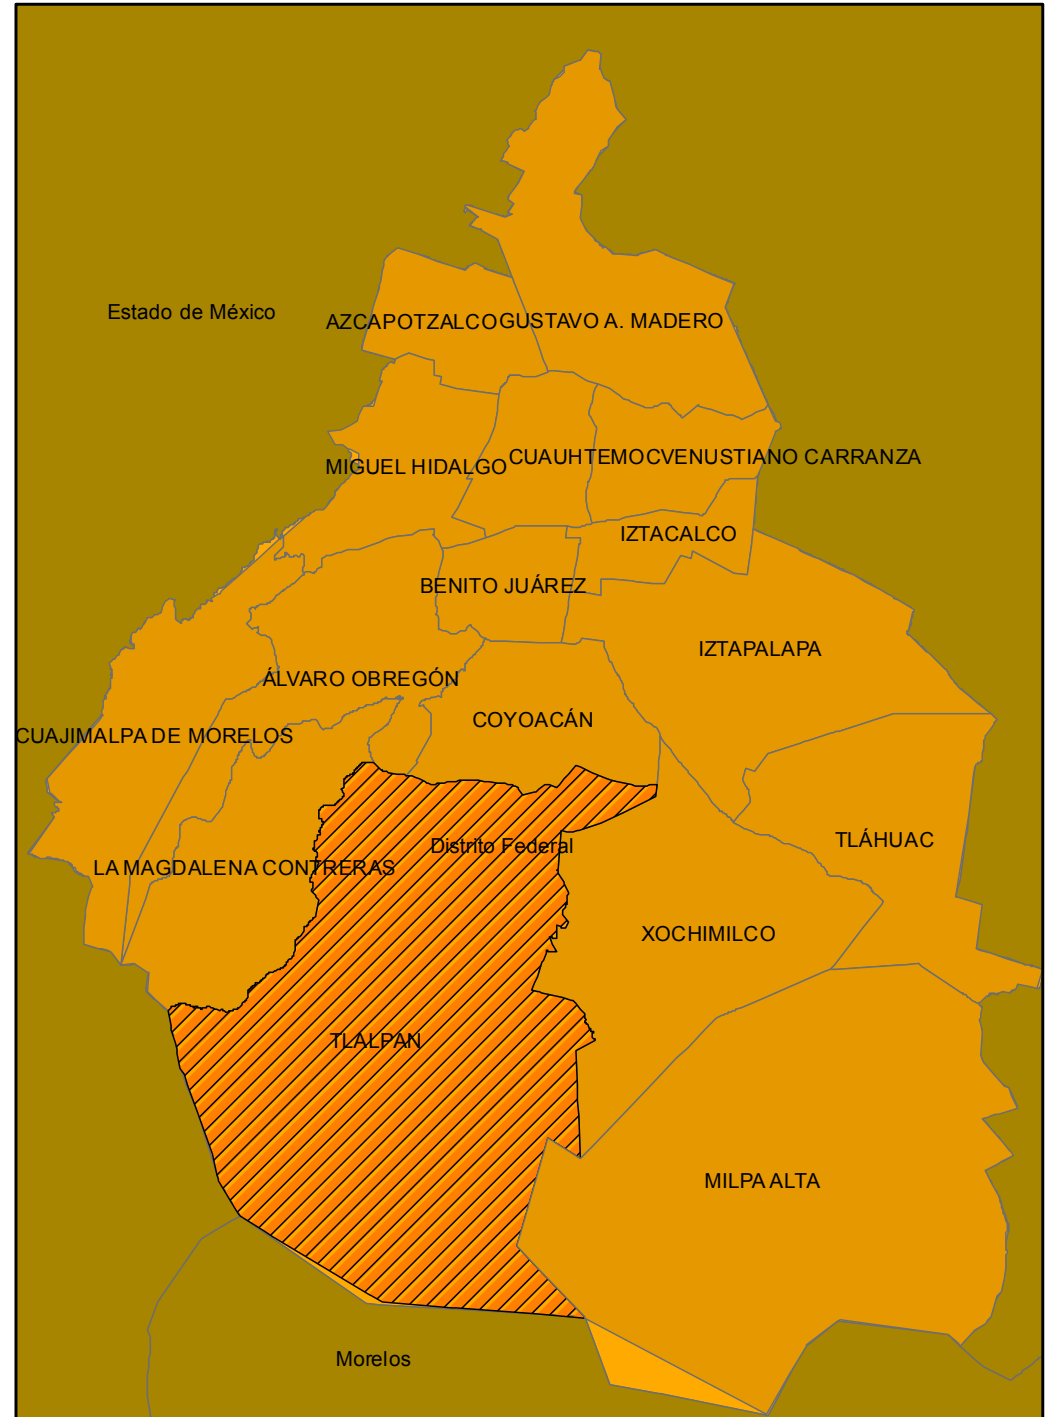 Estado de México
AZCAPOTZALCO
GUSTAVO A. MADERO
MIGUEL HIDALGO
CUAUHTEMOC
VENUSTIANO CARRANZA
IZTACALCO
BENITO JUÁREZ
IZTAPALAPA
ÁLVARO OBREGÓN
COYOACÁN
CUAJIMALPA DE MORELOS
Distrito Federal
TLÁHUAC
LA MAGDALENA CONTRERAS
XOCHIMILCO
TLALPAN
MILPA ALTA
Morelos